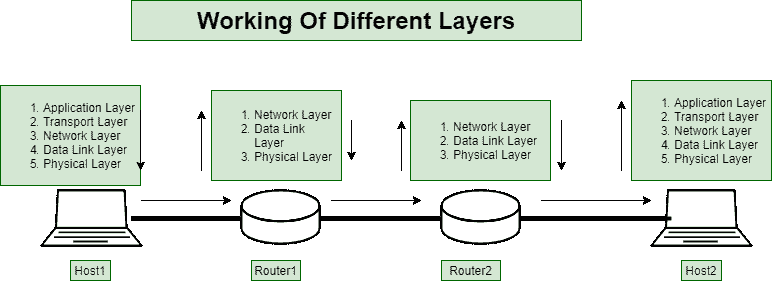 Working Of Different Layers
1. Application Layer
2. Transport Layer
3. Network Layer
4. Data Link Layer
5. Physical Layer
1. Network Layer
2. Data Link
Layer
3. Physical Layer
1. Network Layer
2. Data Link Layer
3. Physical Layer
1. Application Layer
2. Transport Layer
3. Network Layer
4. Data Link Layer
5. Physical Layer
Host1
Router1
Router2
Host2